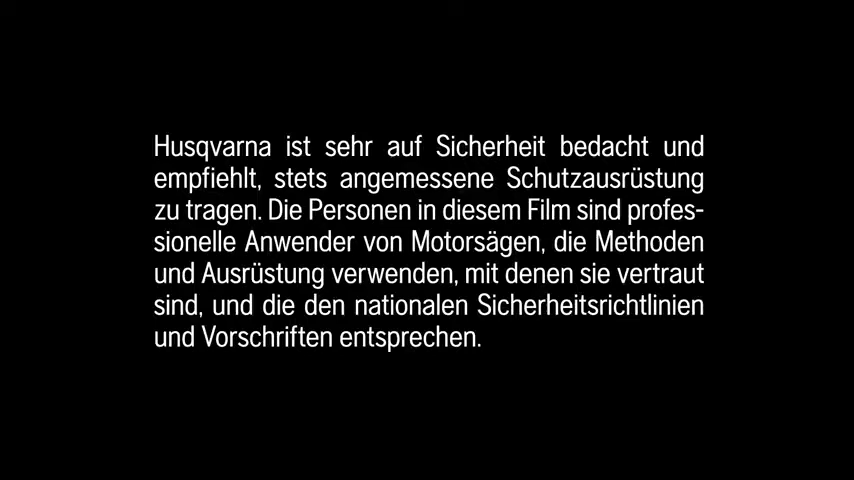 Husqvarna ist sehr auf Sicherheit bedacht und
empfiehlt, stets angemessene Schutzausrüstung
zu tragen. Die Personen in diesem Film sind profes-
sionelle Anwender von Motorsägen, die Methoden
und Ausrüstung verwenden, mit denen sie vertraut
sind, und die den nationalen Sicherheitsrichtlinien
und Vorschriften entsprechen.